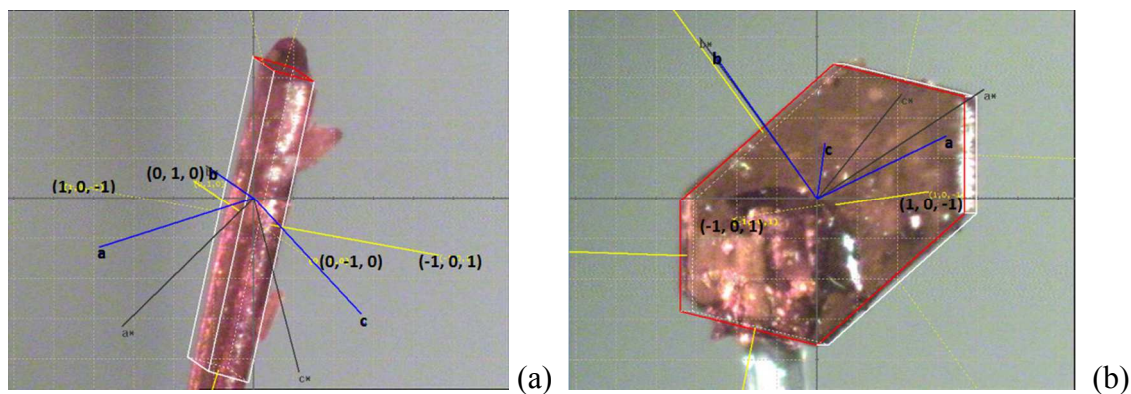 (0, 1, 0)
b
(1, 0, -1)
a
a*
(0, -1, 0)
(-1, 0, 1)
c
c*
(a)
b*
b
c*
a*
a
c
(1, 0, -1)
(-1, 0, 1)
(b)